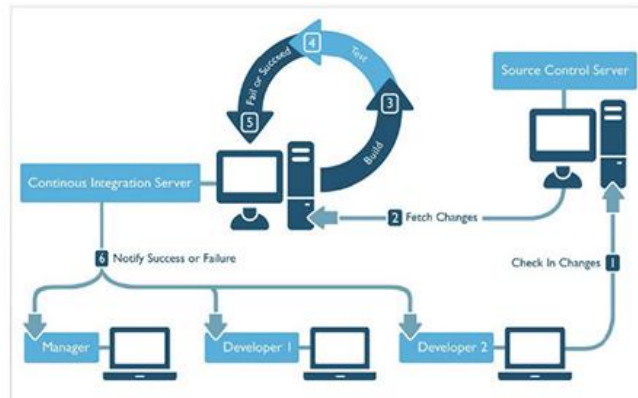 4
Test
Fail or Succeed
3
5
Build
Source Control Server
Continous Integration Server
2 Fetch Changes
6 Notify Success or Failure
Check In Changes 1
Manager
Developer 1
Developer 2